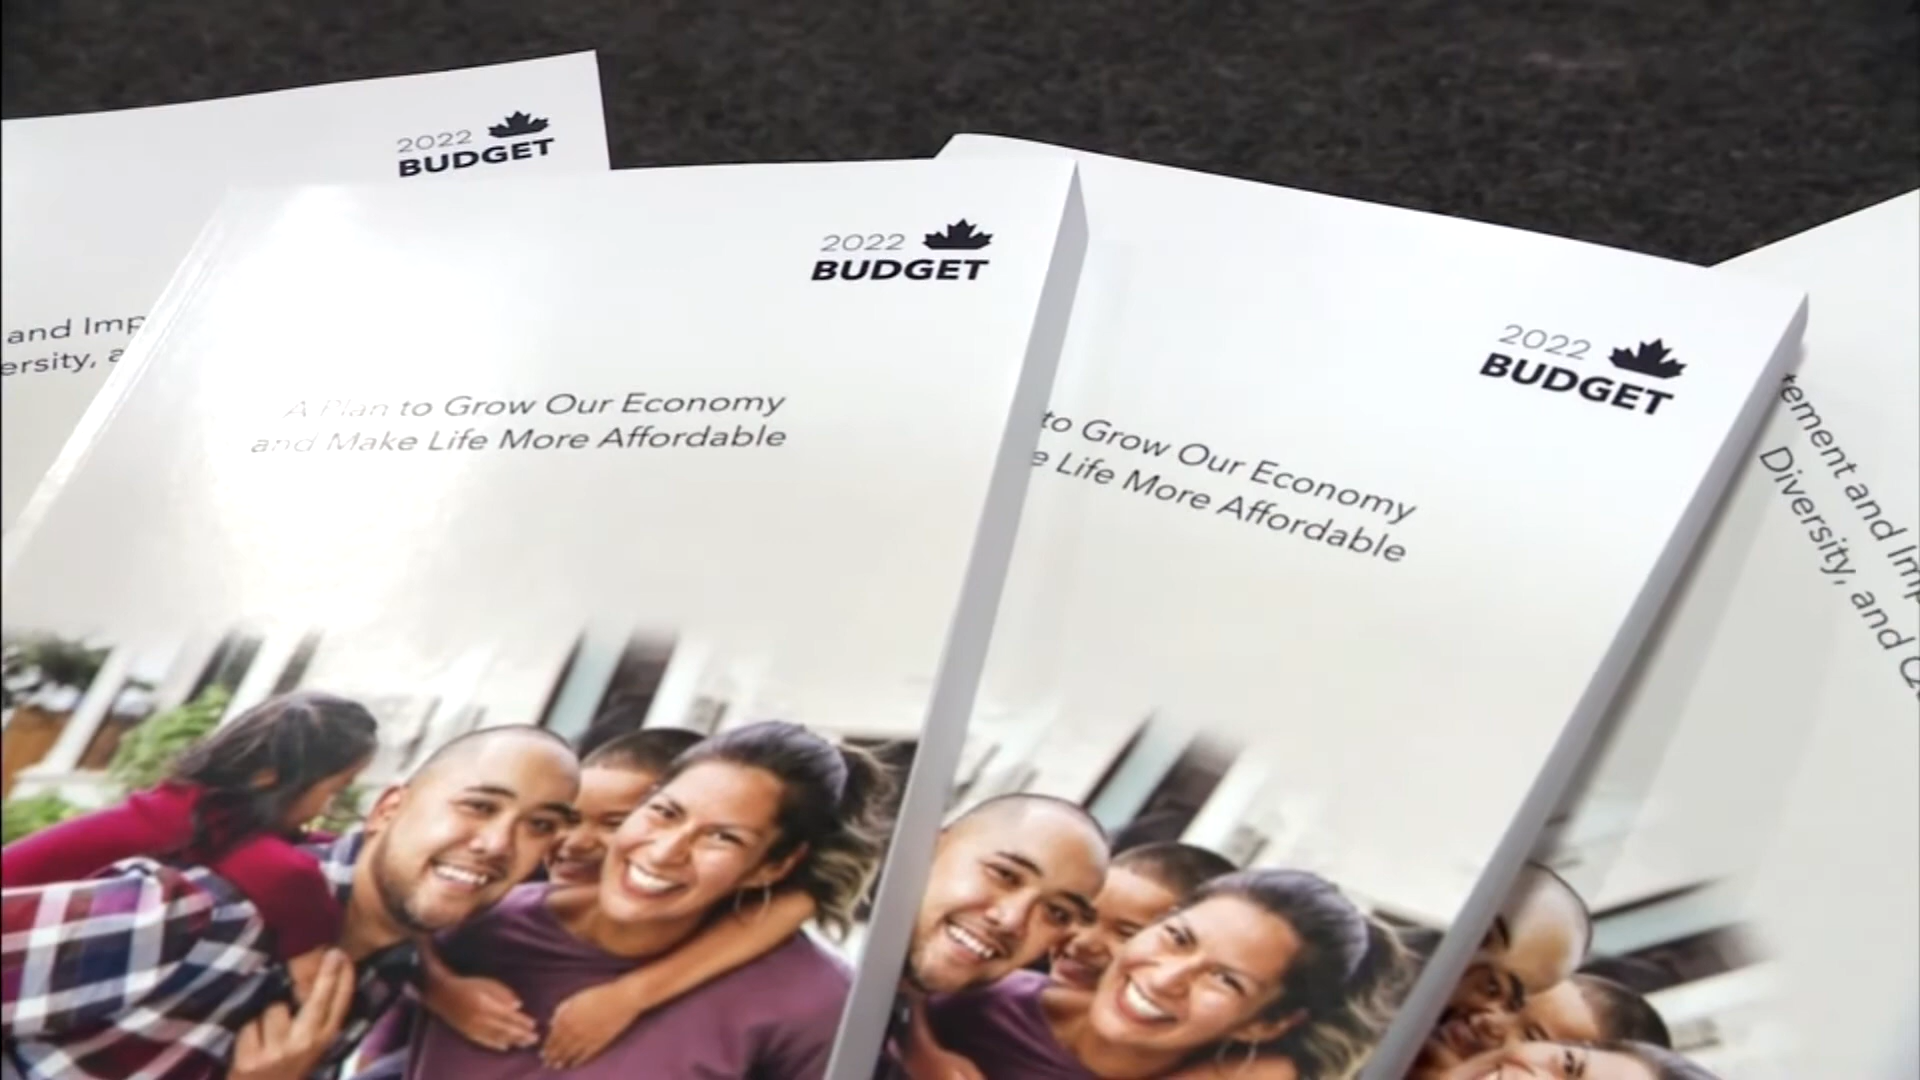 2022
BUDGET
and Imp
ersity, a
2022
BUDGET
A Plan to Grow Our Economy
and Make Life More Affordable
2022
BUDGET
to Grow Our Economy
e Life More Affordable
ement and Imp
Diversity, and Q